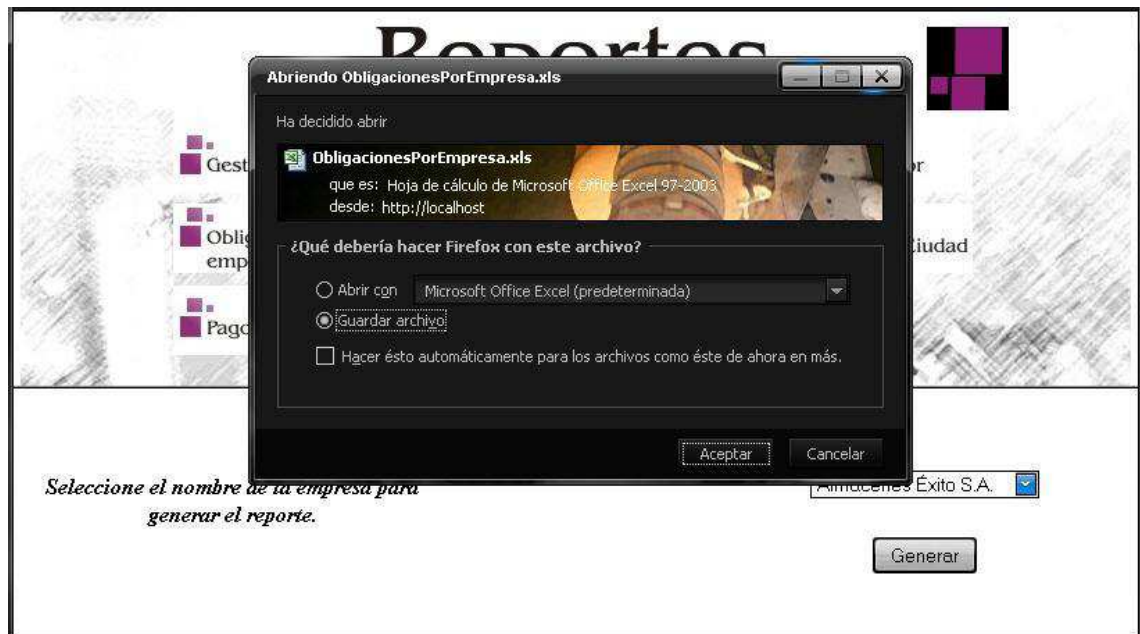 Reportes
Abriendo ObligacionesPorEmpresa.xls
Ha decidido abrir
ObligacionesPorEmpresa.xls
que es: Hoja de cálculo de Microsoft Office Excel 97-2003
desde: http://localhost
¿Qué debería hacer Firefox con este archivo?
Abrir con Microsoft Office Excel (predeterminada)
Guardar archivo
Hacer ésto automáticamente para los archivos como éste de ahora en más.
Aceptar Cancelar
Gest
or
Oblig
emp
Ciudad
Pago
Seleccione el nombre de la empresa para
generar el reporte.
Almacenes Éxito S.A.
Generar